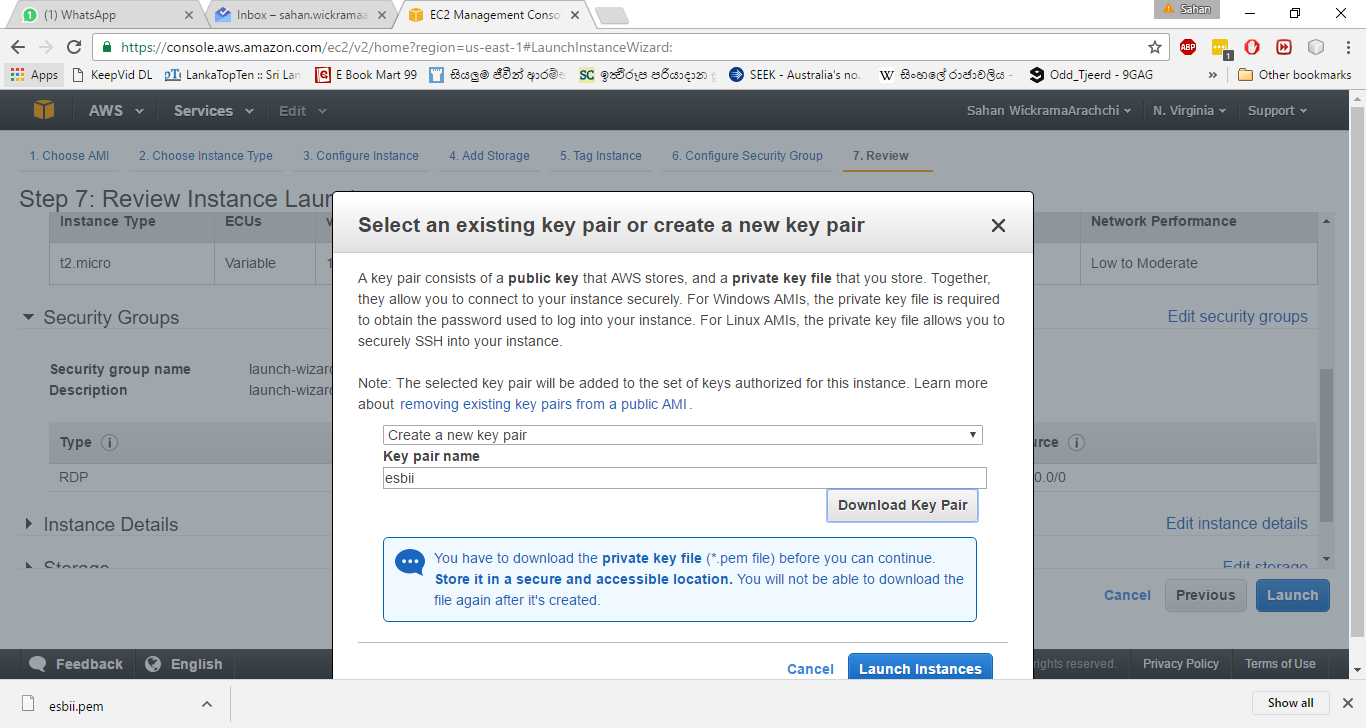 (1) WhatsApp
Inbox – sahan.wickramaa
EC2 Management Conso
Sahan
https://console.aws.amazon.com/ec2/v2/home?region=us-east-1#LaunchInstanceWizard:
ABP
1
Apps
KeepVid DL
LankaTopTen :: Sri Lan
E Book Mart 99
සියලුම ජීවීන් ආරම්භ
SC
SEEK - Australia's no.
W සිංහලේ රාජාවලිය -
Odd_Tjeerd - 9GAG
»
Other bookmarks
AWS
Services
Edit
Sahan WickramaArachchi
N. Virginia
Support
1. Choose AMI
2. Choose Instance Type
3. Configure Instance
4. Add Storage
5. Tag Instance
6. Configure Security Group
7. Review
Step 7: Review Instance Laun
Instance Type
ECUs
v
Network Performance
t2.micro
Variable
1
Low to Moderate
Security Groups
Edit security groups
Security group name
launch-wizard
Description
launch-wizard
Type
urce
RDP
0.0/0
Instance Details
Edit instance details
Storage
Edit storage
Cancel
Previous
Launch
Select an existing key pair or create a new key pair
A key pair consists of a public key that AWS stores, and a private key file that you store. Together,
they allow you to connect to your instance securely. For Windows AMIs, the private key file is required
to obtain the password used to log into your instance. For Linux AMIs, the private key file allows you to
securely SSH into your instance.
Note: The selected key pair will be added to the set of keys authorized for this instance. Learn more
about removing existing key pairs from a public AMI.
Create a new key pair
Key pair name
esbii
Download Key Pair
You have to download the private key file (*.pem file) before you can continue.
Store it in a secure and accessible location. You will not be able to download the
file again after it's created.
Cancel
Launch Instances
Feedback
English
rights reserved.
Privacy Policy
Terms of Use
esbii.pem
Show all